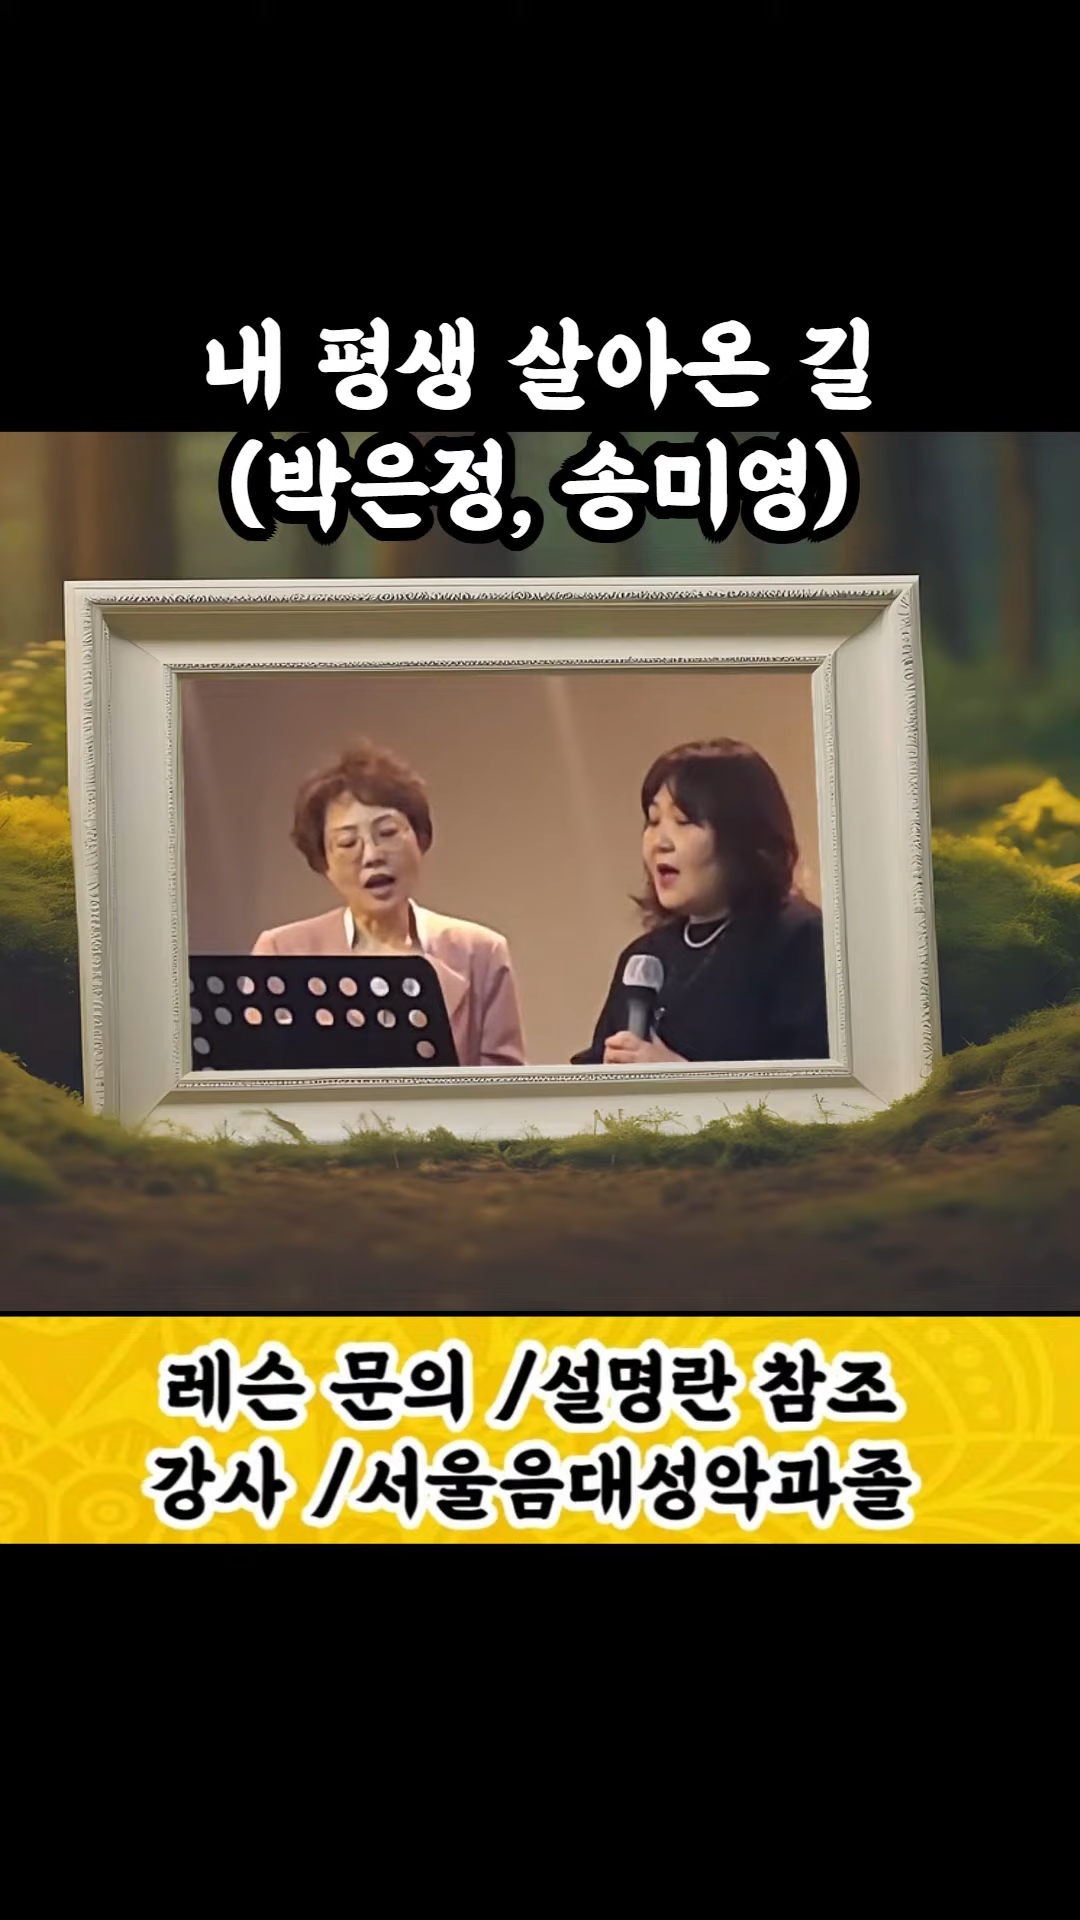 내 평생 살아온 길
(박은정, 송미영)
레슨 문의 /설명란 참조
강사 /서울음대성악과졸